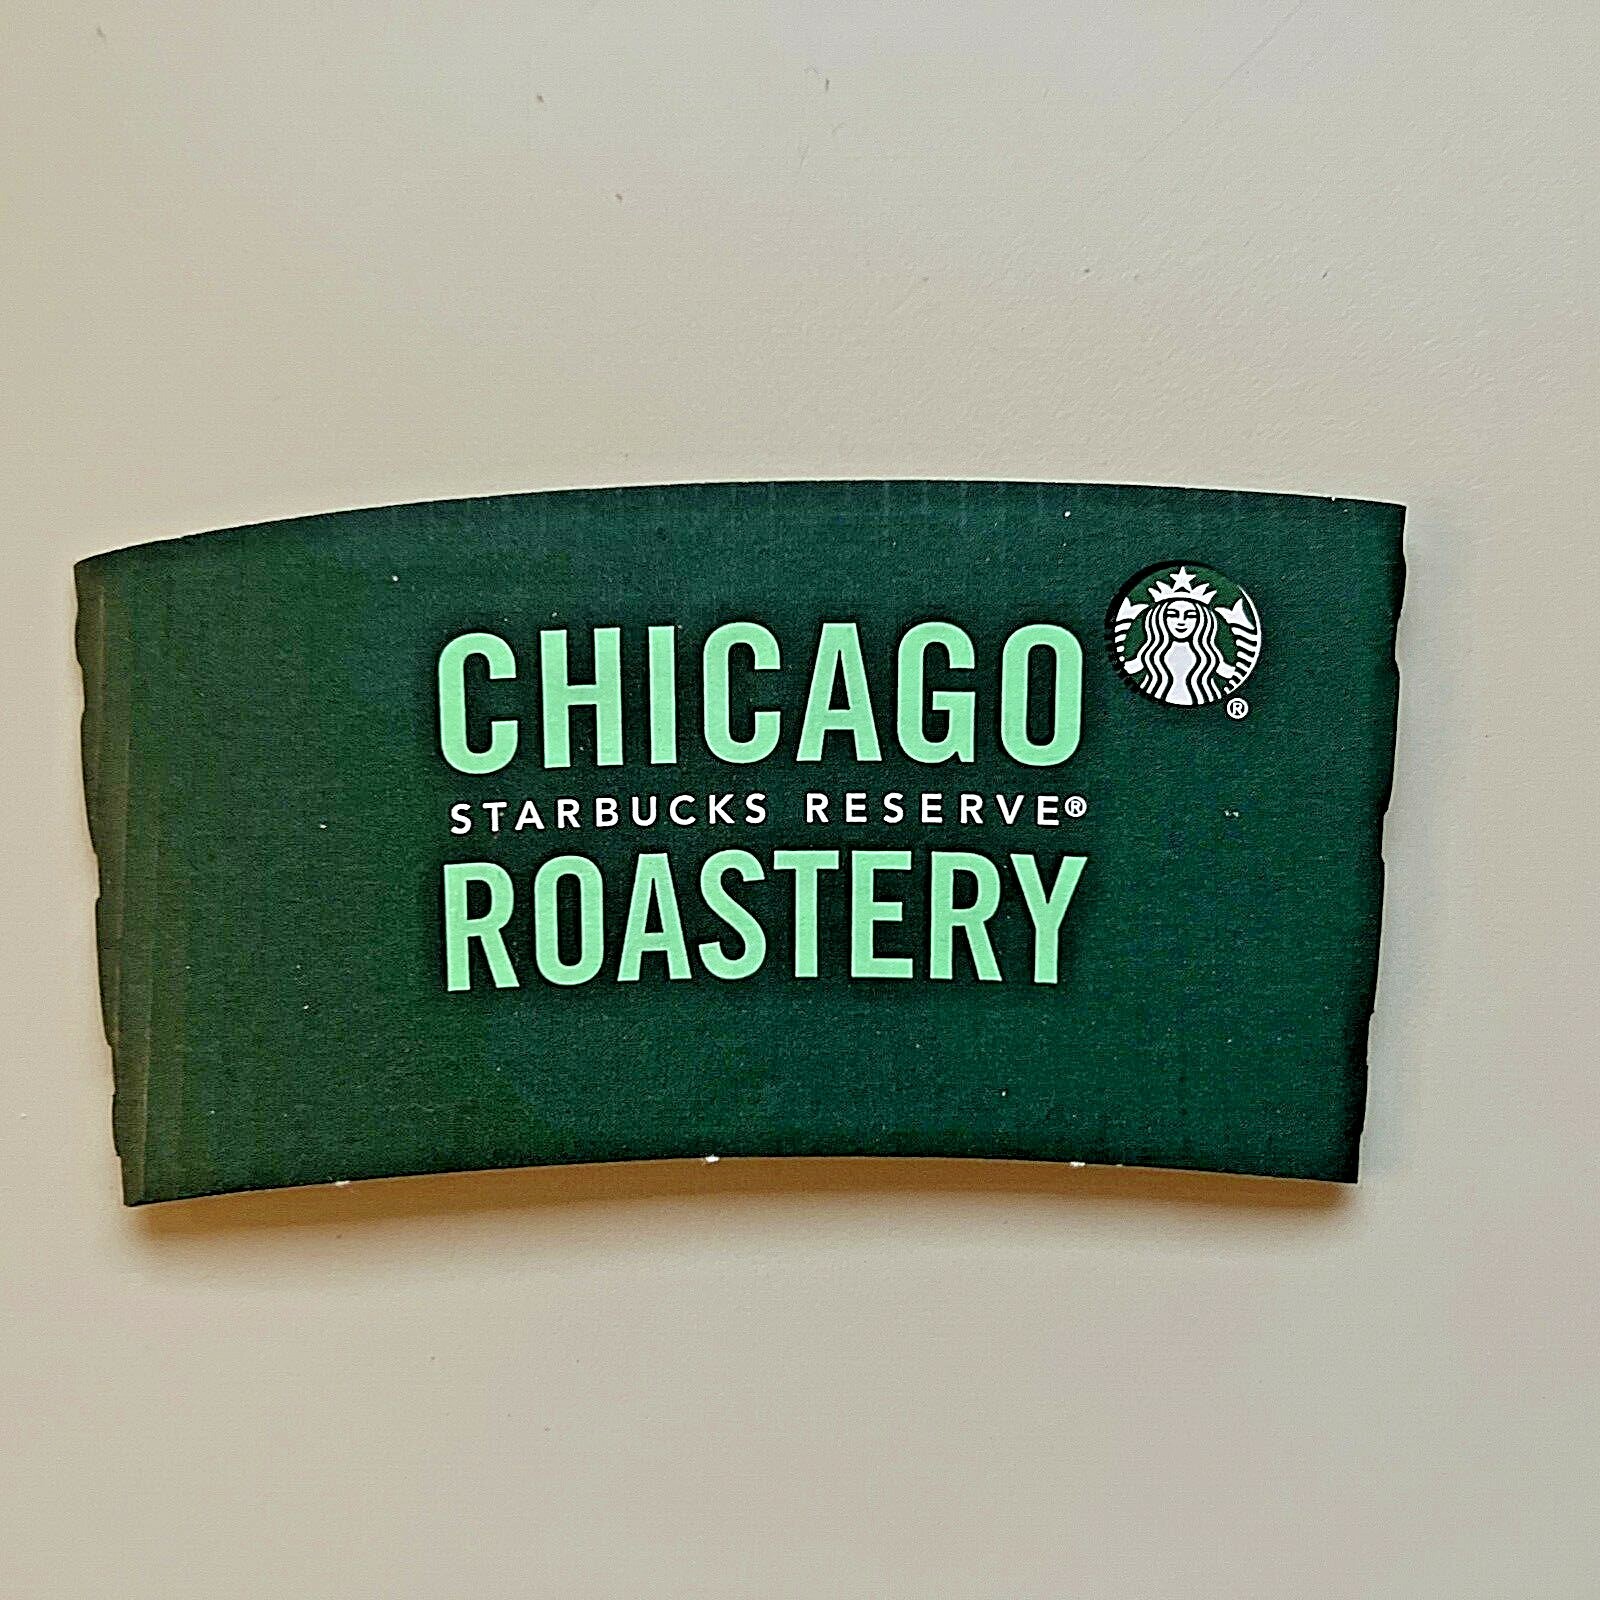 CHICAGO
STARBUCKS RESERVE®
ROASTERY
®